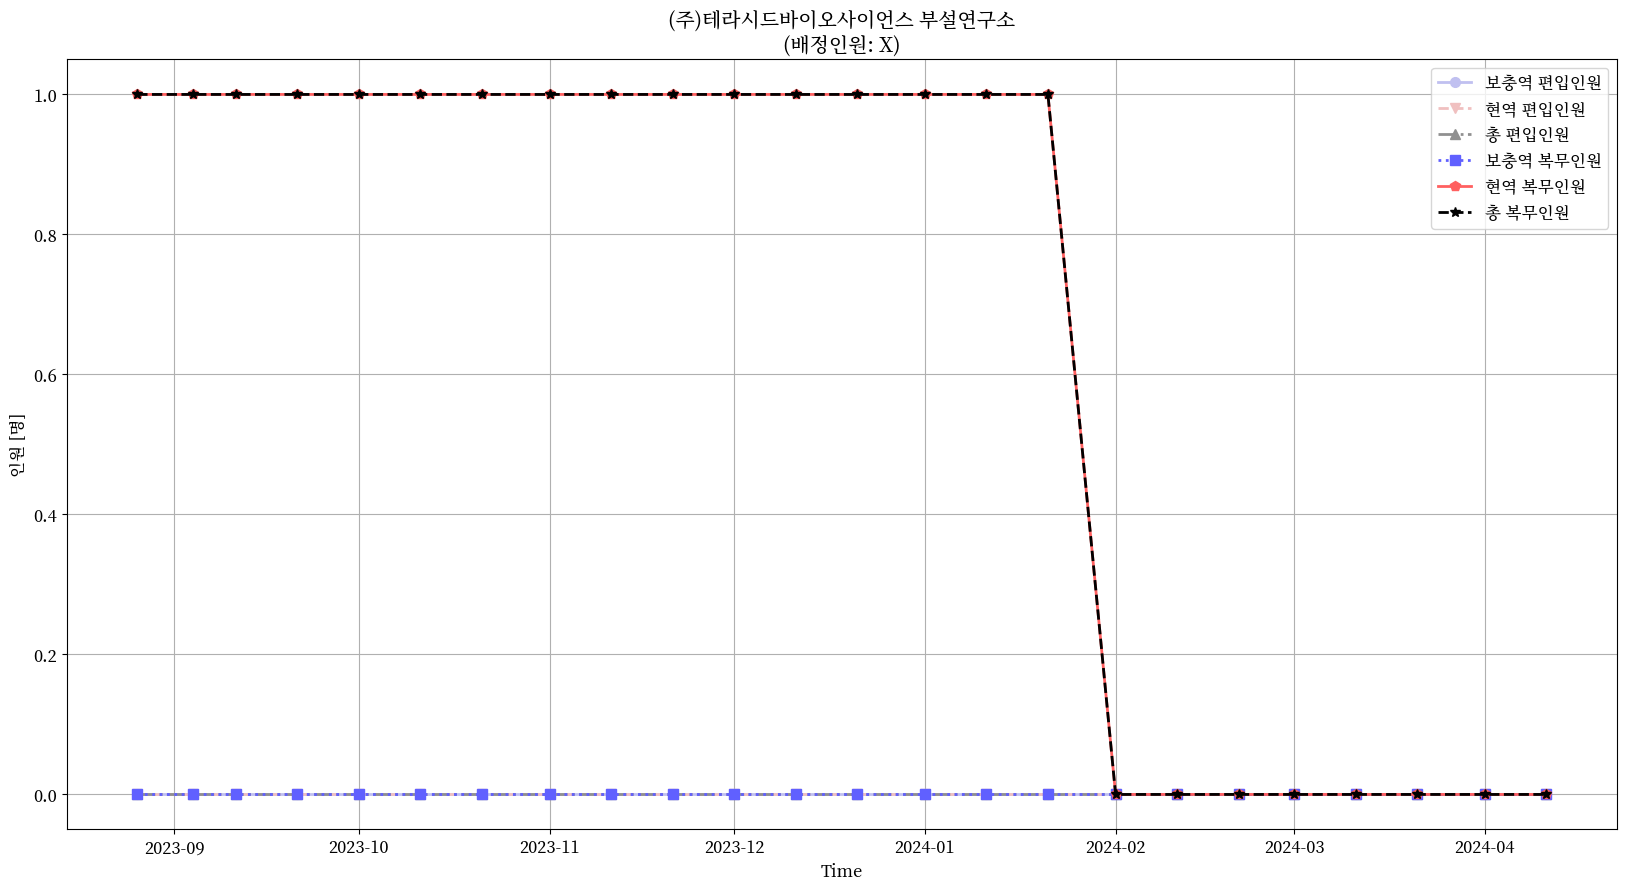 (주)테라시드바이오사이언스 부설연구소
(배정인원: X)
보충역 편입인원
현역 편입인원
총 편입인원
보충역 복무인원
현역 복무인원
총 복무인원
인원 [명]
1.0
0.8
0.6
0.4
0.2
0.0
2023-09
2023-10
2023-11
2023-12
2024-01
2024-02
2024-03
2024-04
Time